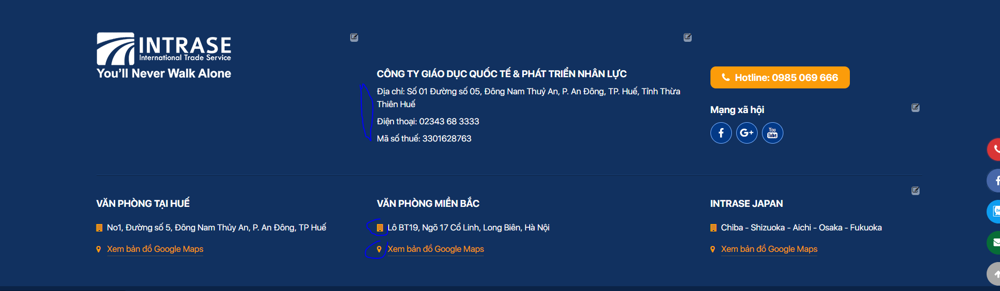 INTRASE
International Trade Service
You'll Never Walk Alone
CÔNG TY GIÁO DỤC QUỐC TẾ & PHÁT TRIỂN NHÂN LỰC
Địa chỉ: Số 01 Đường số 05, Đông Nam Thuỷ An, P. An Đông, TP. Huế, Tỉnh Thừa
Thiên Huế
Điện thoại: 02343 68 3333
Mã số thuế: 3301628763
Hotline: 0985 069 666
Mạng xã hội
f
G+
You
Tube
VĂN PHÒNG TẠI HUẾ
No1, Đường số 5, Đông Nam Thủy An, P. An Đông, TP Huế
Xem bản đồ Google Maps
VĂN PHÒNG MIỀN BẮC
Lô BT19, Ngõ 17 Cổ Linh, Long Biên, Hà Nội
Xem bản đồ Google Maps
INTRASE JAPAN
Chiba - Shizuoka - Aichi - Osaka - Fukuoka
Xem bản đồ Google Maps